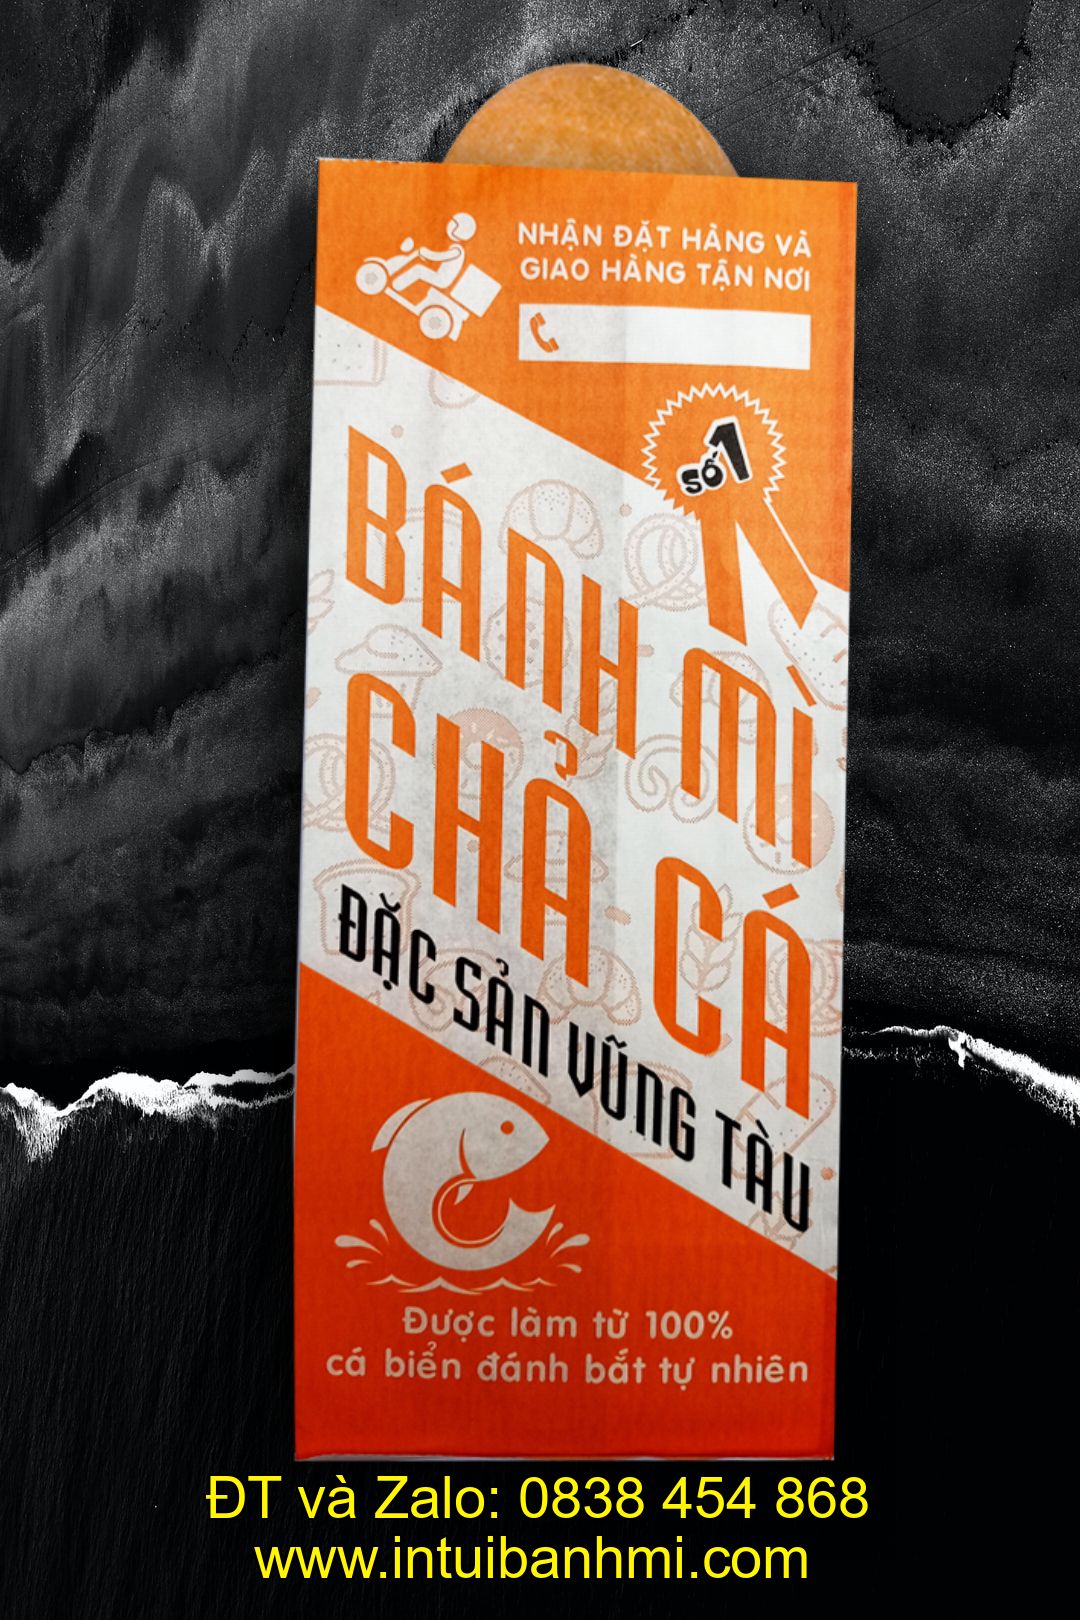 NHẬN ĐẶT HÀNG VÀ
GIAO HÀNG TẬN NƠI
SỐ 1
BÁNH MÌ
CHẢ CÁ
ĐẶC SẢN VŨNG TÀU
Được làm từ 100%
cá biển đánh bắt tự nhiên
ĐT và Zalo: 0838 454 868
www.intuibanhmi.com